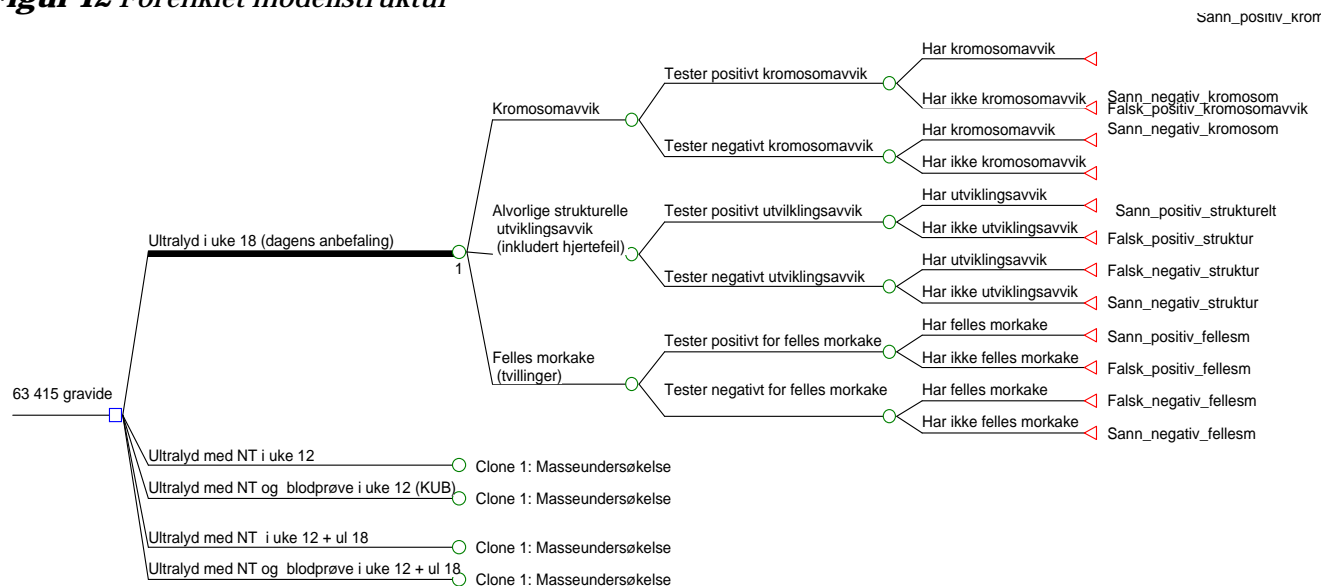 Figur 12 Forenklet modellstruktur
Sann_positiv_krom
Har kromosomavvik
Tester positivt kromosomavvik
Har ikke kromosomavvik
Sann_negativ_kromosom
Falsk_positiv_kromosomavvik
Kromosomavvik
Har kromosomavvik
Sann_negativ_kromosom
Tester negativt kromosomavvik
Har ikke kromosomavvik
Har utviklingsavvik
Sann_positiv_strukturelt
Alvorlige strukturelle
utviklingsavvik
(inkludert hjertefeil)
Tester positivt utvilklingsavvik
Har ikke utviklingsavvik
Falsk_positiv_struktur
Ultralyd i uke 18 (dagens anbefaling)
1
Har utviklingsavvik
Falsk_negativ_struktur
Tester negativt utviklingsavvik
Har ikke utviklingsavvik
Sann_negativ_struktur
Har felles morkake
Sann_positiv_fellesm
Tester positivt for felles morkake
Har ikke felles morkake
Falsk_positiv_fellesm
Felles morkake
(tvillinger)
Tester negativt for felles morkake
Har felles morkake
Falsk_negativ_fellesm
Har ikke felles morkake
Sann_negativ_fellesm
63 415 gravide
Ultralyd med NT i uke 12
Clone 1: Masseundersøkelse
Ultralyd med NT og blodprøve i uke 12 (KUB)
Clone 1: Masseundersøkelse
Ultralyd med NT i uke 12 + ul 18
Clone 1: Masseundersøkelse
Ultralyd med NT og blodprøve i uke 12 + ul 18
Clone 1: Masseundersøkelse